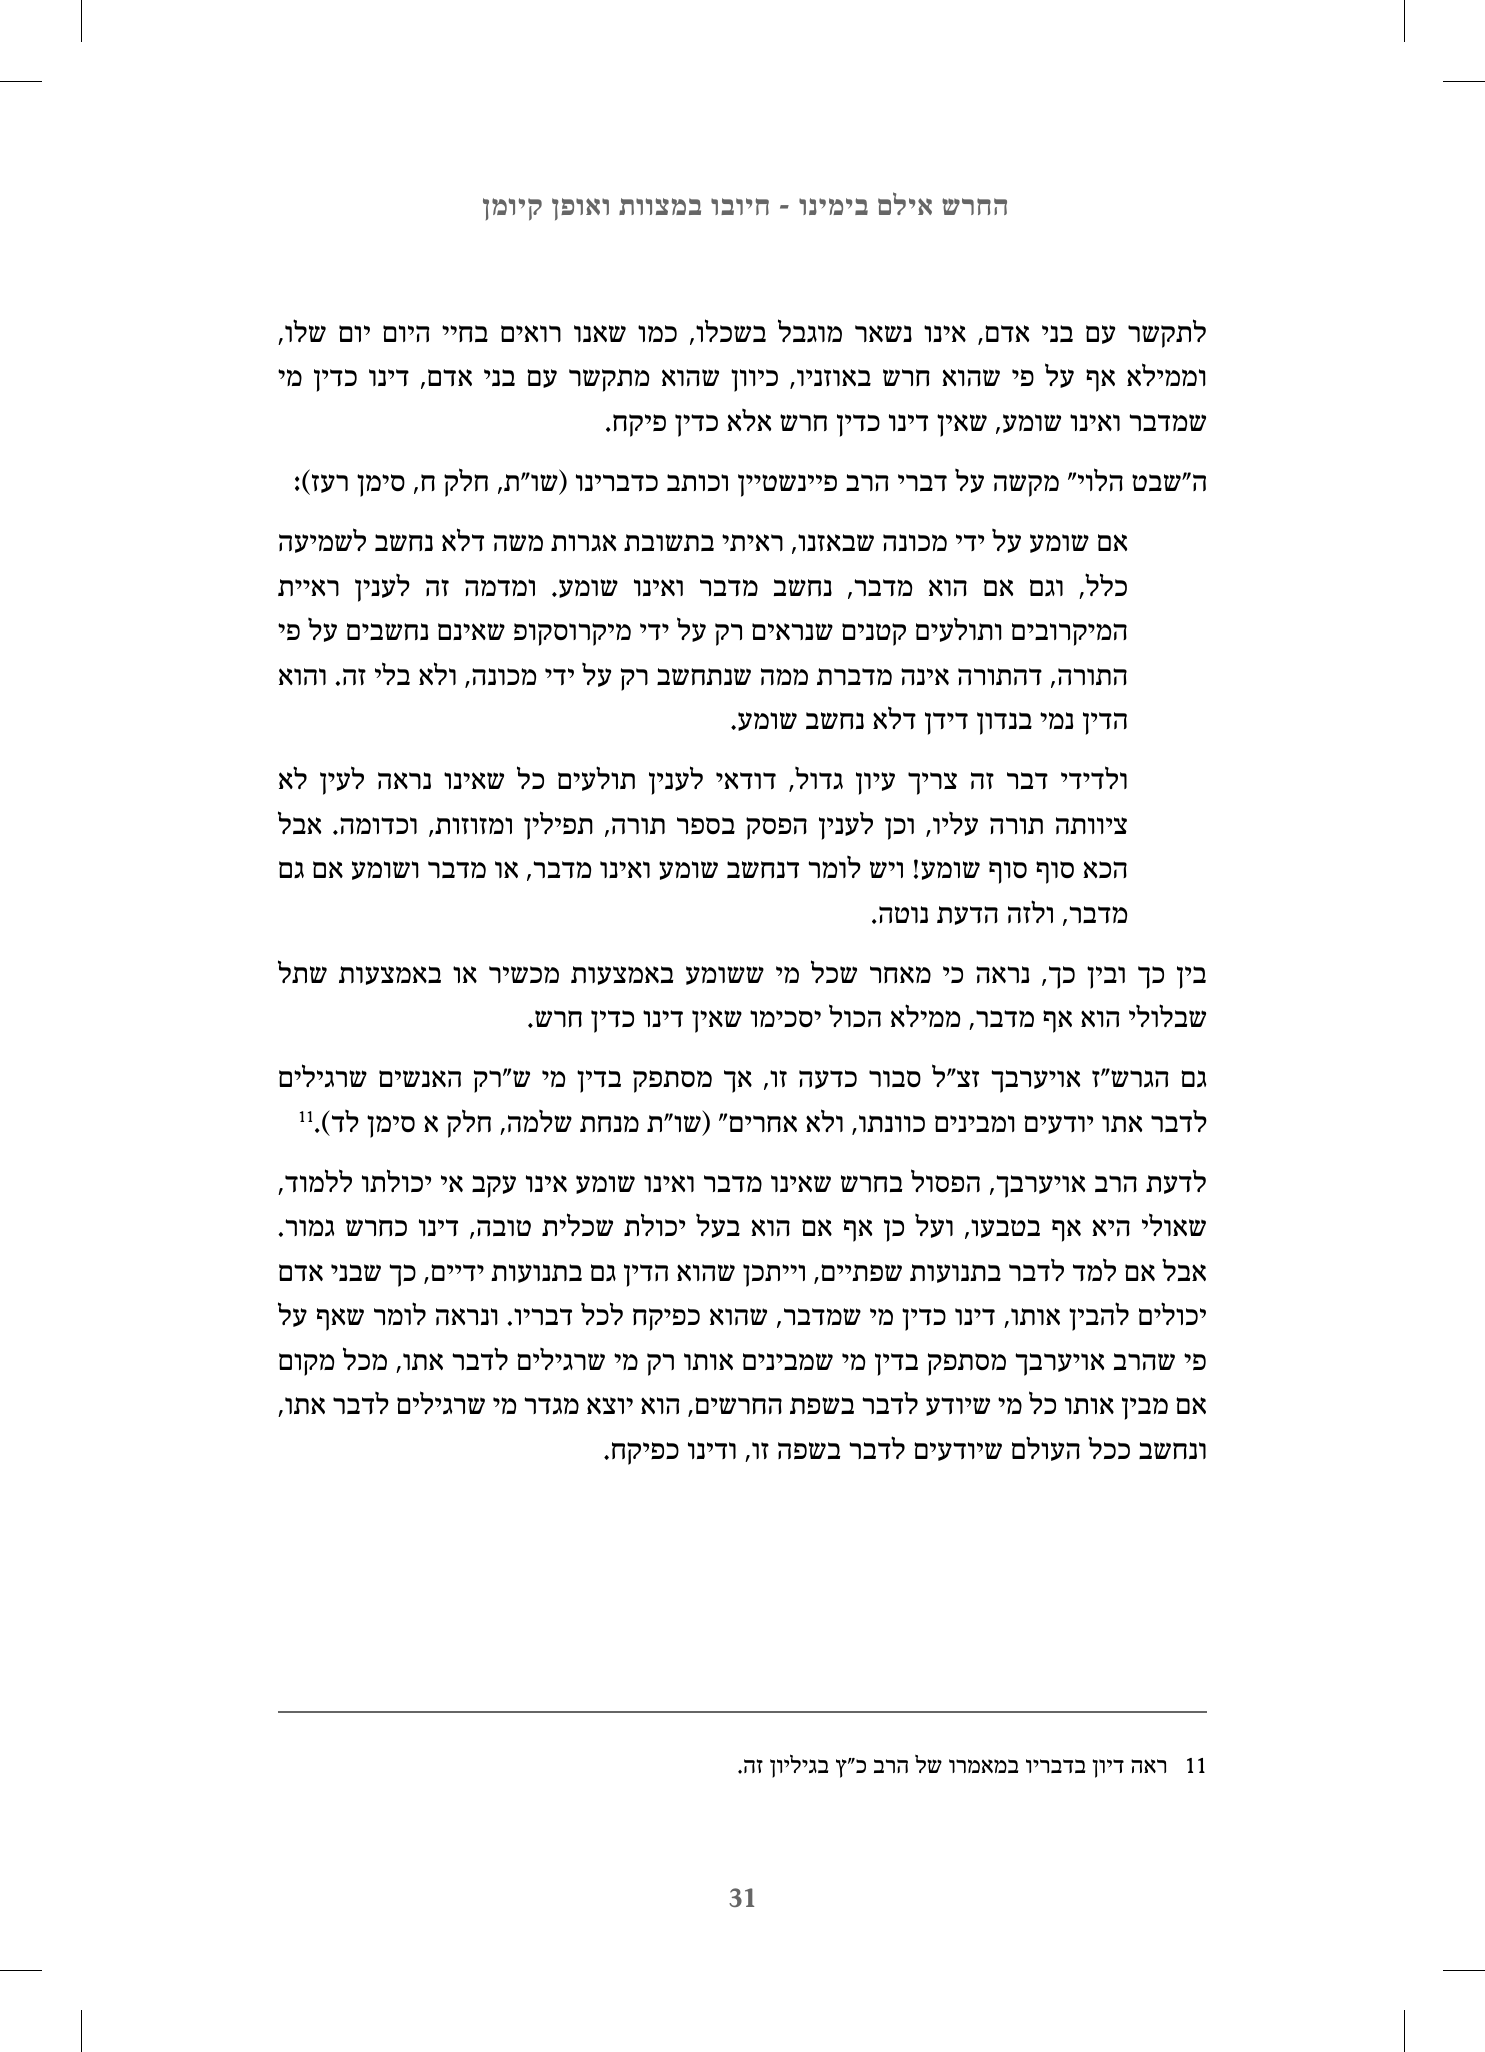 החרש אילם בימינו - חיובו במצוות ואופן קיומן
לתקשר עם בני אדם, אינו נשאר מוגבל בשכלו, כמו שאנו רואים בחיי היום יום שלו,
וממילא אף על פי שהוא חרש באוזניו, כיוון שהוא מתקשר עם בני אדם, דינו כדין מי
שמדבר ואינו שומע, שאין דינו כדין חרש אלא כדין פיקח.
ה"שבט הלוי" מקשה על דברי הרב פיינשטיין וכותב כדברינו (שו"ת, חלק ח, סימן רעז):
אם שומע על ידי מכונה שבאזנו, ראיתי בתשובת אגרות משה דלא נחשב לשמיעה
כלל, וגם אם הוא מדבר, נחשב מדבר ואינו שומע. ומדמה זה לענין ראיית
המיקרובים ותולעים קטנים שנראים רק על ידי מיקרוסקופ שאינם נחשבים על פי
התורה, דהתורה אינה מדברת ממה שנתחשב רק על ידי מכונה, ולא בלי זה. והוא
הדין נמי בנדון דידן דלא נחשב שומע.
ולדידי דבר זה צריך עיון גדול, דודאי לענין תולעים כל שאינו נראה לעין לא
ציוותה תורה עליו, וכן לענין הפסק בספר תורה, תפילין ומזוזות, וכדומה. אבל
הכא סוף סוף שומע! ויש לומר דנחשב שומע ואינו מדבר, או מדבר ושומע אם גם
מדבר, ולזה הדעת נוטה.
בין כך ובין כך, נראה כי מאחר שכל מי ששומע באמצעות מכשיר או באמצעות שתל
שבלולי הוא אף מדבר, ממילא הכול יסכימו שאין דינו כדין חרש.
גם הגרש"ז אויערבך זצ"ל סבור כדעה זו, אך מסתפק בדין מי ש"רק האנשים שרגילים
לדבר אתו יודעים ומבינים כוונתו, ולא אחרים" (שו"ת מנחת שלמה, חלק א סימן לד).11
לדעת הרב אויערבך, הפסול בחרש שאינו מדבר ואינו שומע אינו עקב אי יכולתו ללמוד,
שאולי היא אף בטבעו, ועל כן אף אם הוא בעל יכולת שכלית טובה, דינו כחרש גמור.
אבל אם למד לדבר בתנועות שפתיים, וייתכן שהוא הדין גם בתנועות ידיים, כך שבני אדם
יכולים להבין אותו, דינו כדין מי שמדבר, שהוא כפיקח לכל דבריו. ונראה לומר שאף על
פי שהרב אויערבך מסתפק בדין מי שמבינים אותו רק מי שרגילים לדבר אתו, מכל מקום
אם מבין אותו כל מי שיודע לדבר בשפת החרשים, הוא יוצא מגדר מי שרגילים לדבר אתו,
ונחשב ככל העולם שיודעים לדבר בשפה זו, ודינו כפיקח.
11 ראה דיון בדבריו במאמרו של הרב כ"ץ בגיליון זה.
31